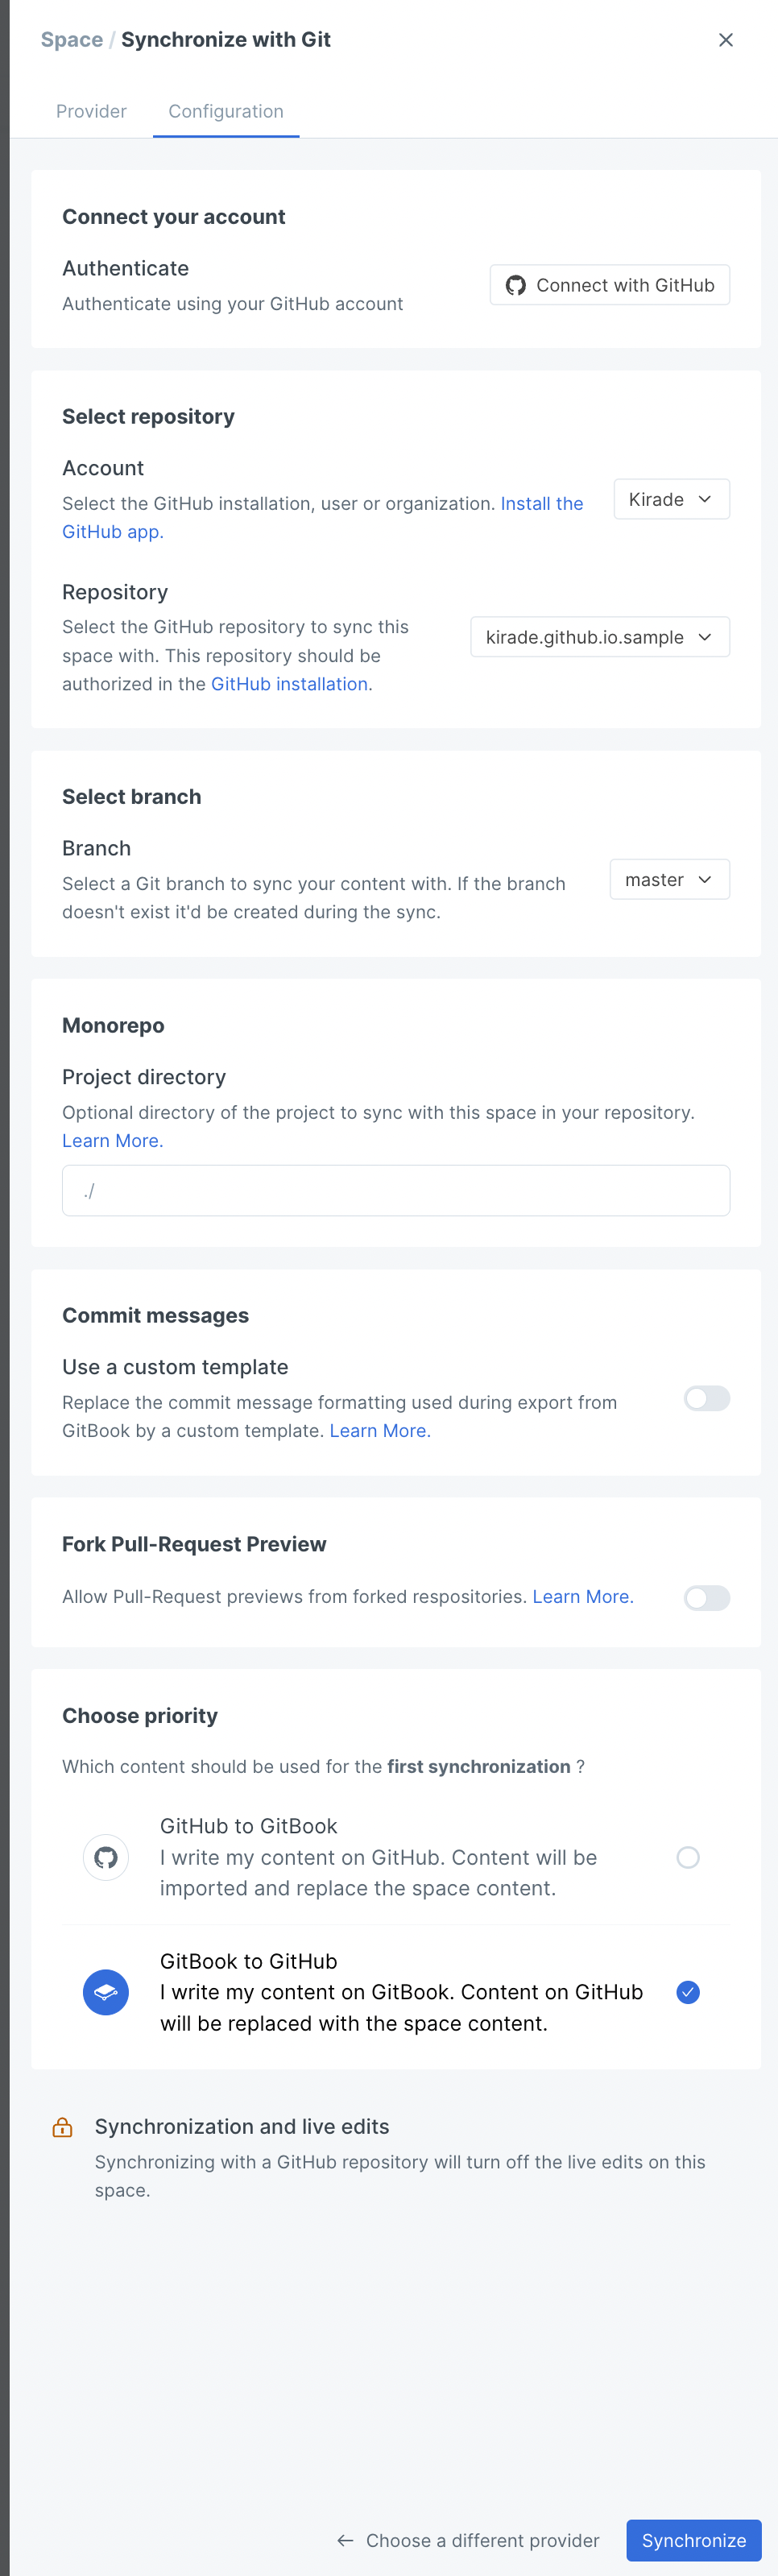 Space / Synchronize with Git
Provider
Configuration
Connect your account
Authenticate
Authenticate using your GitHub account
Connect with GitHub
Select repository
Account
Select the GitHub installation, user or organization. Install the
GitHub app.
Kirade
Repository
Select the GitHub repository to sync this
space with. This repository should be
authorized in the GitHub installation.
kirade.github.io.sample
Select branch
Branch
Select a Git branch to sync your content with. If the branch
doesn't exist it'd be created during the sync.
master
Monorepo
Project directory
Optional directory of the project to sync with this space in your repository.
Learn More.
./
Commit messages
Use a custom template
Replace the commit message formatting used during export from
GitBook by a custom template. Learn More.
Fork Pull-Request Preview
Allow Pull-Request previews from forked respositories. Learn More.
Choose priority
Which content should be used for the first synchronization ?
GitHub to GitBook
I write my content on GitHub. Content will be
imported and replace the space content.
GitBook to GitHub
I write my content on GitBook. Content on GitHub
will be replaced with the space content.
Synchronization and live edits
Synchronizing with a GitHub repository will turn off the live edits on this
space.
← Choose a different provider
Synchronize